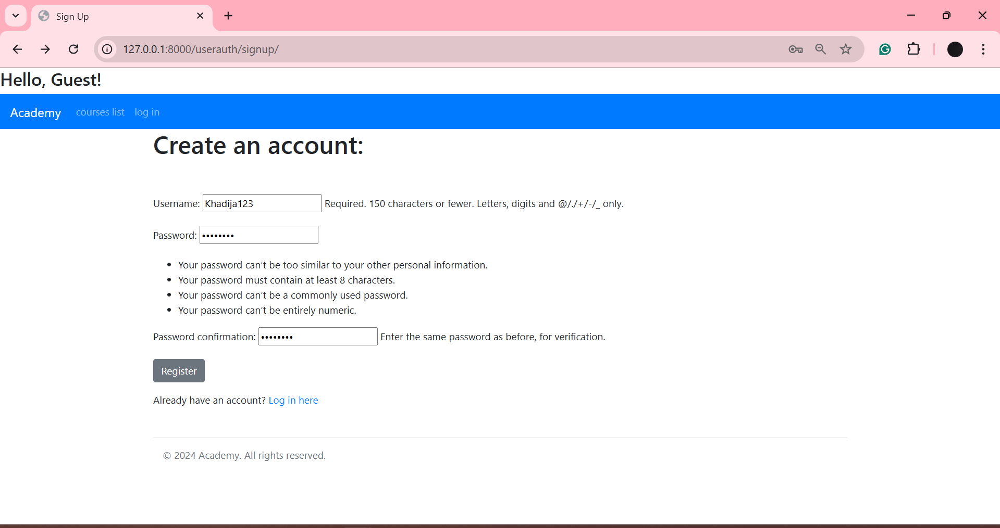 Sign Up
127.0.0.1:8000/userauth/signup/
Hello, Guest!
Academy courses list log in
Create an account:
Username: Khadija123 Required. 150 characters or fewer. Letters, digits and @/./+/-/_ only.
Password: ••••••••
• Your password can’t be too similar to your other personal information.
• Your password must contain at least 8 characters.
• Your password can’t be a commonly used password.
• Your password can’t be entirely numeric.
Password confirmation: •••••••• Enter the same password as before, for verification.
Register
Already have an account? Log in here
© 2024 Academy. All rights reserved.